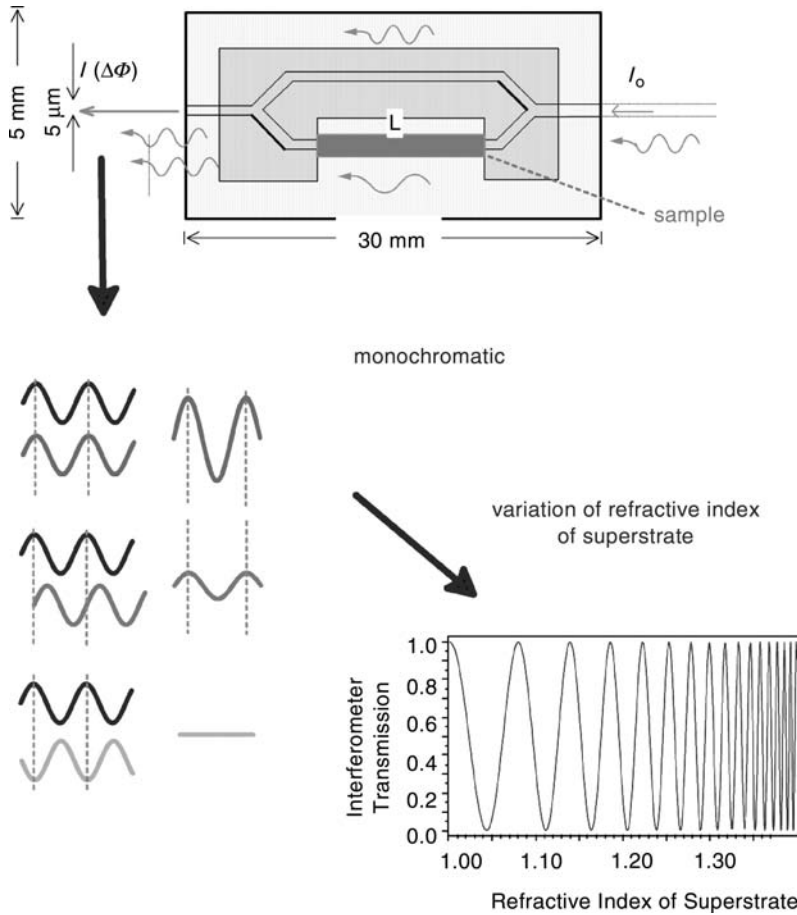 I (ΔΦ)
I₀
5 mm
5 µm
L
sample
30 mm
monochromatic
variation of refractive index
of superstrate
Interferometer
Transmission
1.0
0.8
0.6
0.4
0.2
0.0
1.00 1.10 1.20 1.30
Refractive Index of Superstrate